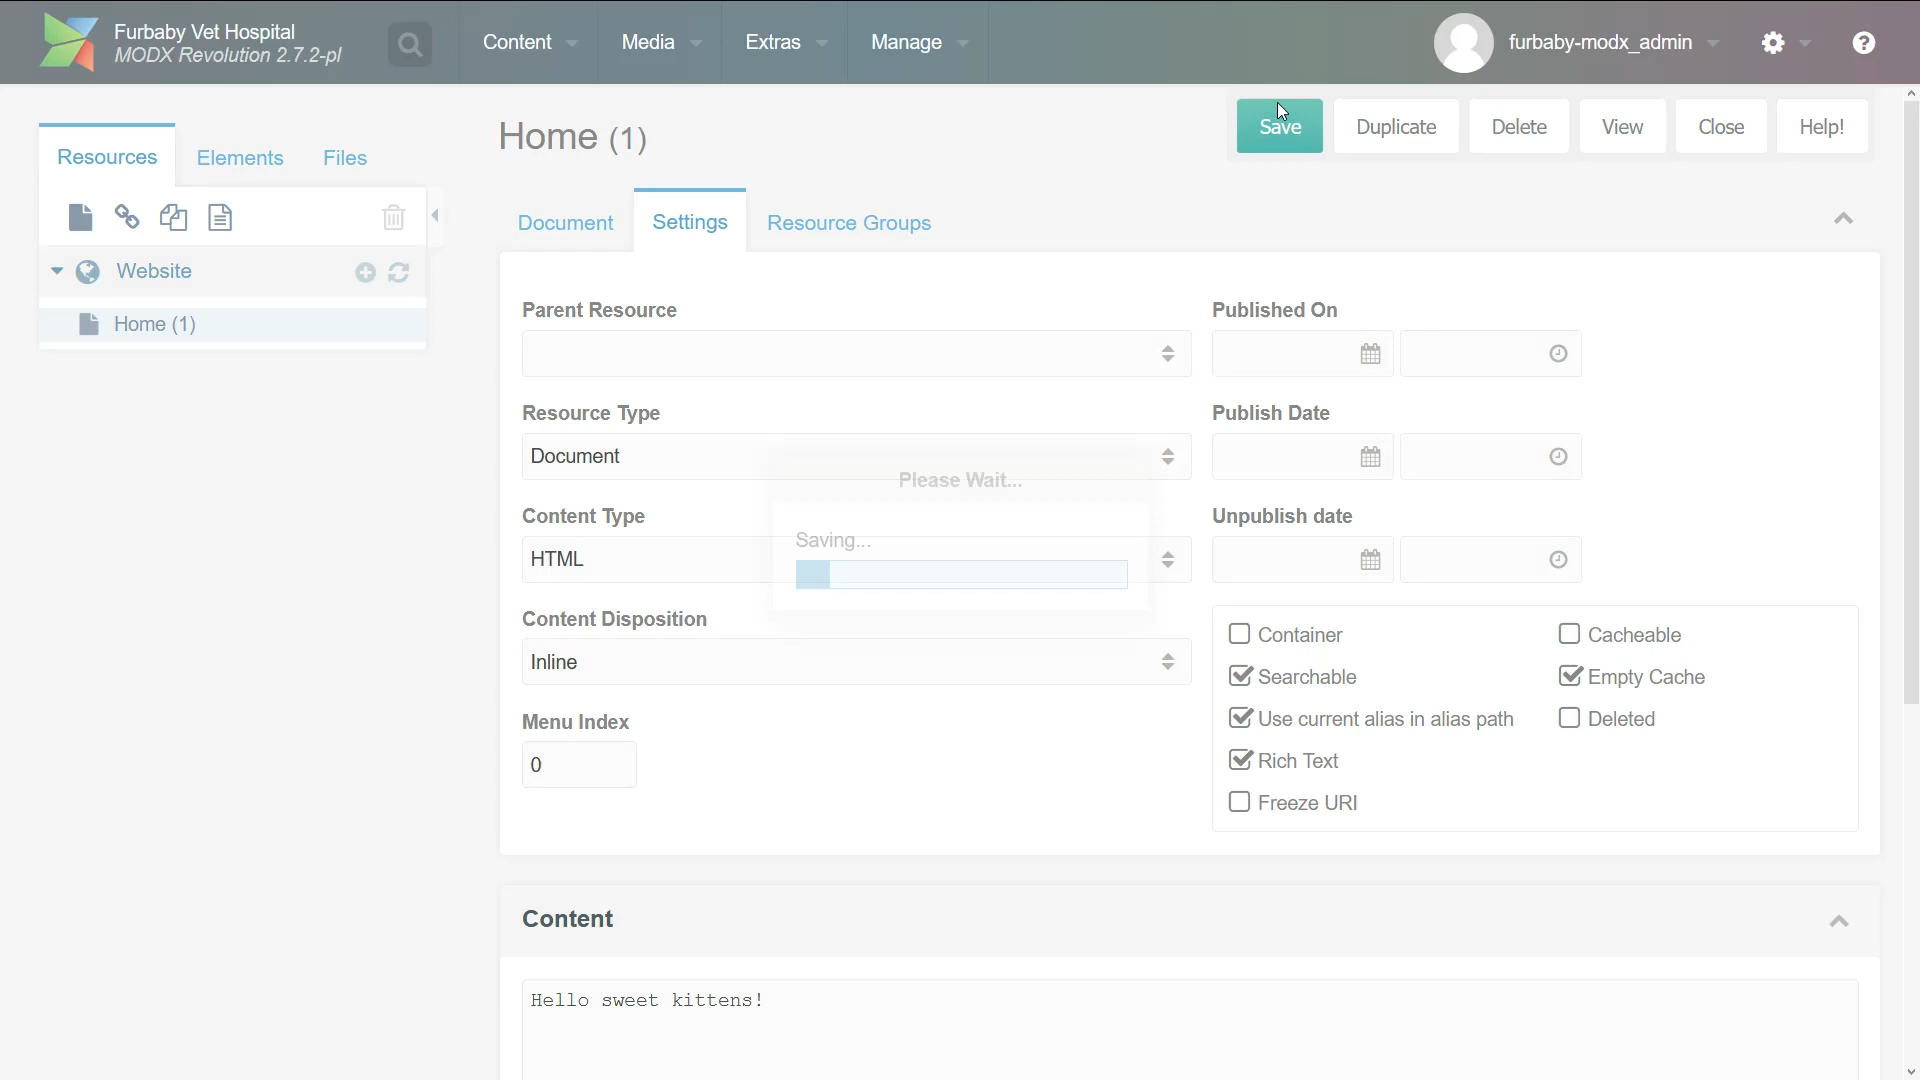 Furbaby Vet Hospital
MODX Revolution 2.7.2-pl
Content
Media
Extras
Manage
furbaby-modx_admin
?
Resources
Elements
Files
Website
Home (1)
Home (1)
Save
Duplicate
Delete
View
Close
Help!
Document
Settings
Resource Groups
Parent Resource
Resource Type
Document
Content Type
HTML
Content Disposition
Inline
Menu Index
0
Published On
Publish Date
Unpublish date
Container
Cacheable
Searchable
Empty Cache
Use current alias in alias path
Deleted
Rich Text
Freeze URI
Please Wait...
Saving...
Content
Hello sweet kittens!